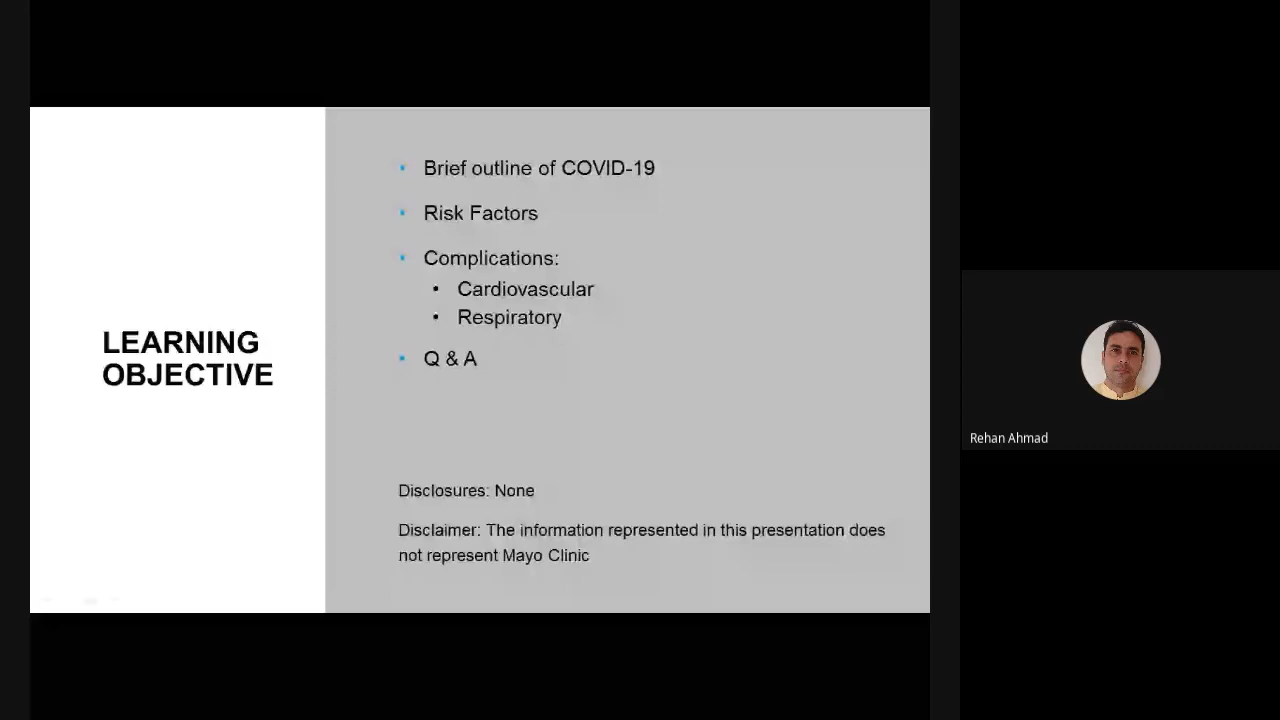 LEARNING
OBJECTIVE
• Brief outline of COVID-19
• Risk Factors
• Complications:
• Cardiovascular
• Respiratory
• Q & A
Disclosures: None
Disclaimer: The information represented in this presentation does
not represent Mayo Clinic
Rehan Ahmad